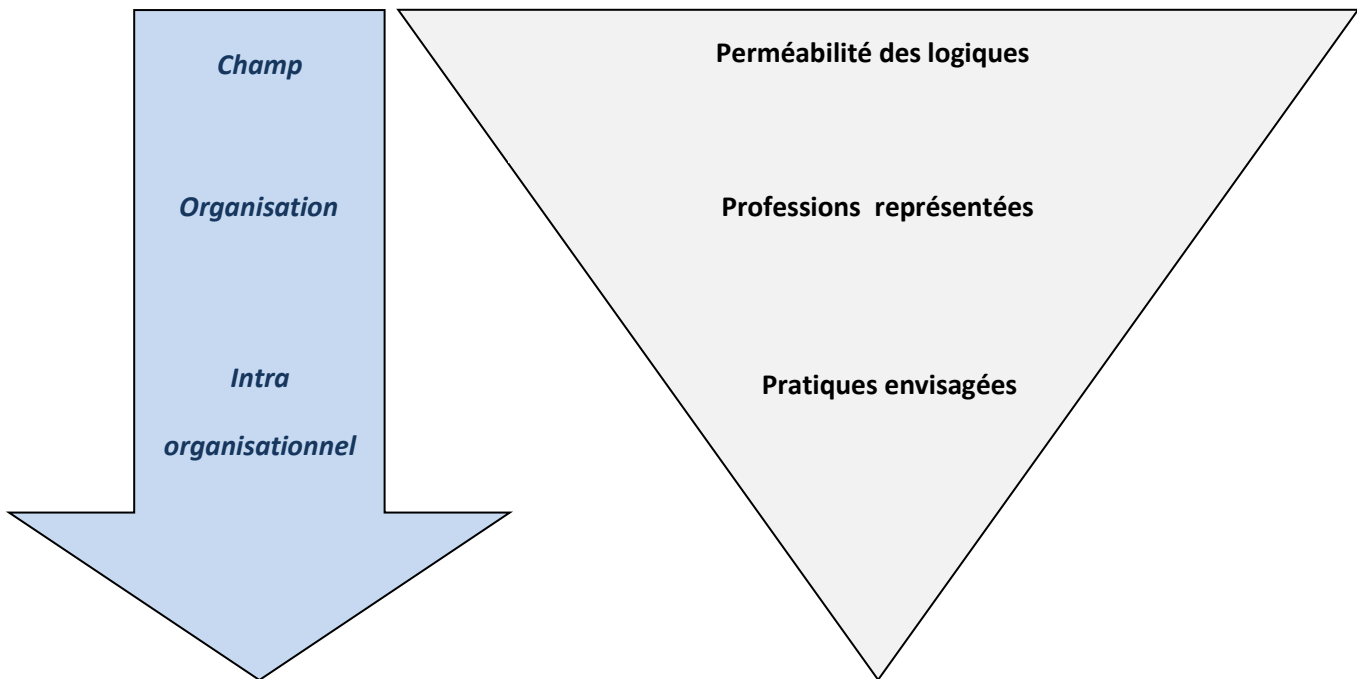 Champ
Perméabilité des logiques
Organisation
Professions représentées
Intra
organisationnel
Pratiques envisagées